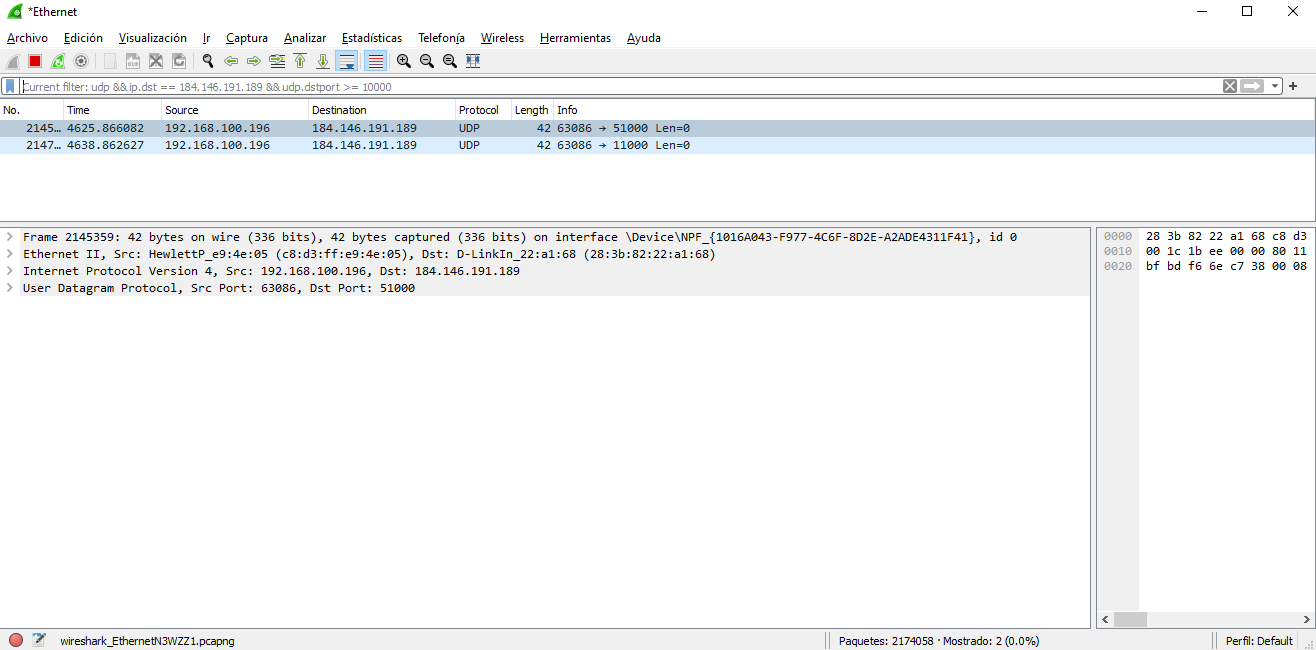 *Ethernet
Archivo Edición Visualización Ir Captura Analizar Estadísticas Telefonía Wireless Herramientas Ayuda
Current filter: udp && ip.dst == 184.146.191.189 && udp.dstport >= 10000
No. Time Source Destination Protocol Length Info
2145… 4625.866082 192.168.100.196 184.146.191.189 UDP 42 63086 → 51000 Len=0
2147… 4638.862627 192.168.100.196 184.146.191.189 UDP 42 63086 → 11000 Len=0
Frame 2145359: 42 bytes on wire (336 bits), 42 bytes captured (336 bits) on interface \Device\NPF_{1016A043-F977-4C6F-8D2E-A2ADE4311F41}, id 0
Ethernet II, Src: HewlettP_e9:4e:05 (c8:d3:ff:e9:4e:05), Dst: D-LinkIn_22:a1:68 (28:3b:82:22:a1:68)
Internet Protocol Version 4, Src: 192.168.100.196, Dst: 184.146.191.189
User Datagram Protocol, Src Port: 63086, Dst Port: 51000
0000 28 3b 82 22 a1 68 c8 d3
0010 00 1c 1b ee 00 00 80 11
0020 bf bd f6 6e c7 38 00 08
wireshark_EthernetN3WZZ1.pcapng
Paquetes: 2174058 · Mostrado: 2 (0.0%)
Perfil: Default